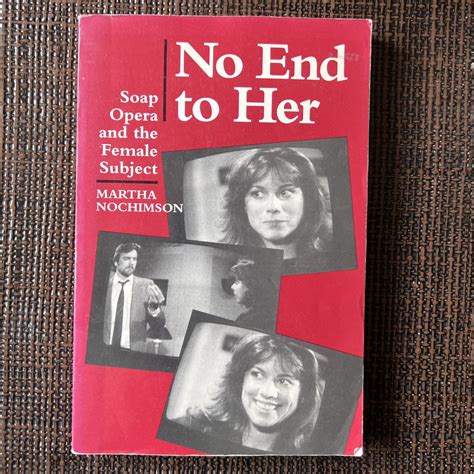 No End
to Her
Soap
Opera
and the
Female
Subject
MARTHA
NOCHIMSON